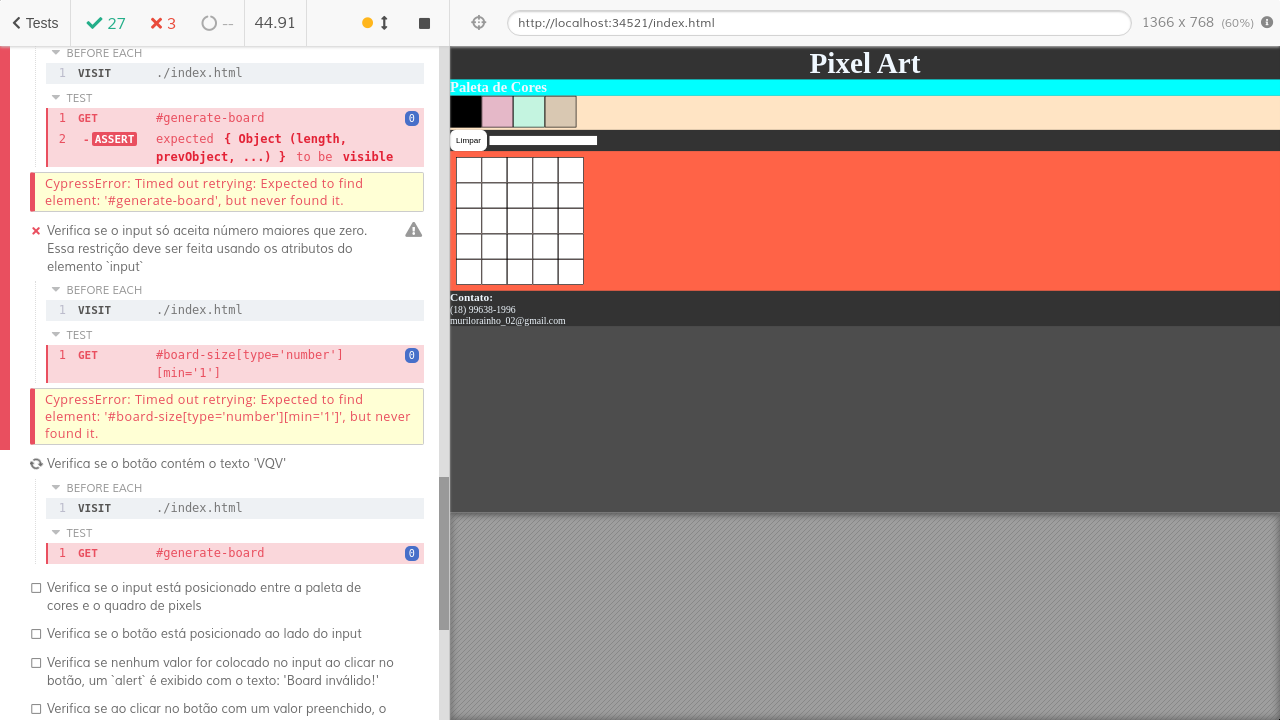 Tests
27
3
--
44.91
http://localhost:34521/index.html
1366 x 768 (60%)
BEFORE EACH
1 VISIT ./index.html
TEST
1 GET #generate-board 0
2 -ASSERT expected { Object (length,
prevObject, ...) } to be visible
CypressError: Timed out retrying: Expected to find
element: '#generate-board', but never found it.
Verifica se o input só aceita número maiores que zero.
Essa restrição deve ser feita usando os atributos do
elemento `input`
BEFORE EACH
1 VISIT ./index.html
TEST
1 GET #board-size[type='number'] 0
[min='1']
CypressError: Timed out retrying: Expected to find
element: '#board-size[type='number'][min='1']', but never
found it.
Verifica se o botão contém o texto 'VQV'
BEFORE EACH
1 VISIT ./index.html
TEST
1 GET #generate-board 0
Verifica se o input está posicionado entre a paleta de
cores e o quadro de pixels
Verifica se o botão está posicionado ao lado do input
Verifica se nenhum valor for colocado no input ao clicar no
botão, um `alert` é exibido com o texto: 'Board inválido!'
Verifica se ao clicar no botão com um valor preenchido, o
Pixel Art
Paleta de Cores
Limpar
Contato:
(18) 99638-1996
murilorainho_02@gmail.com